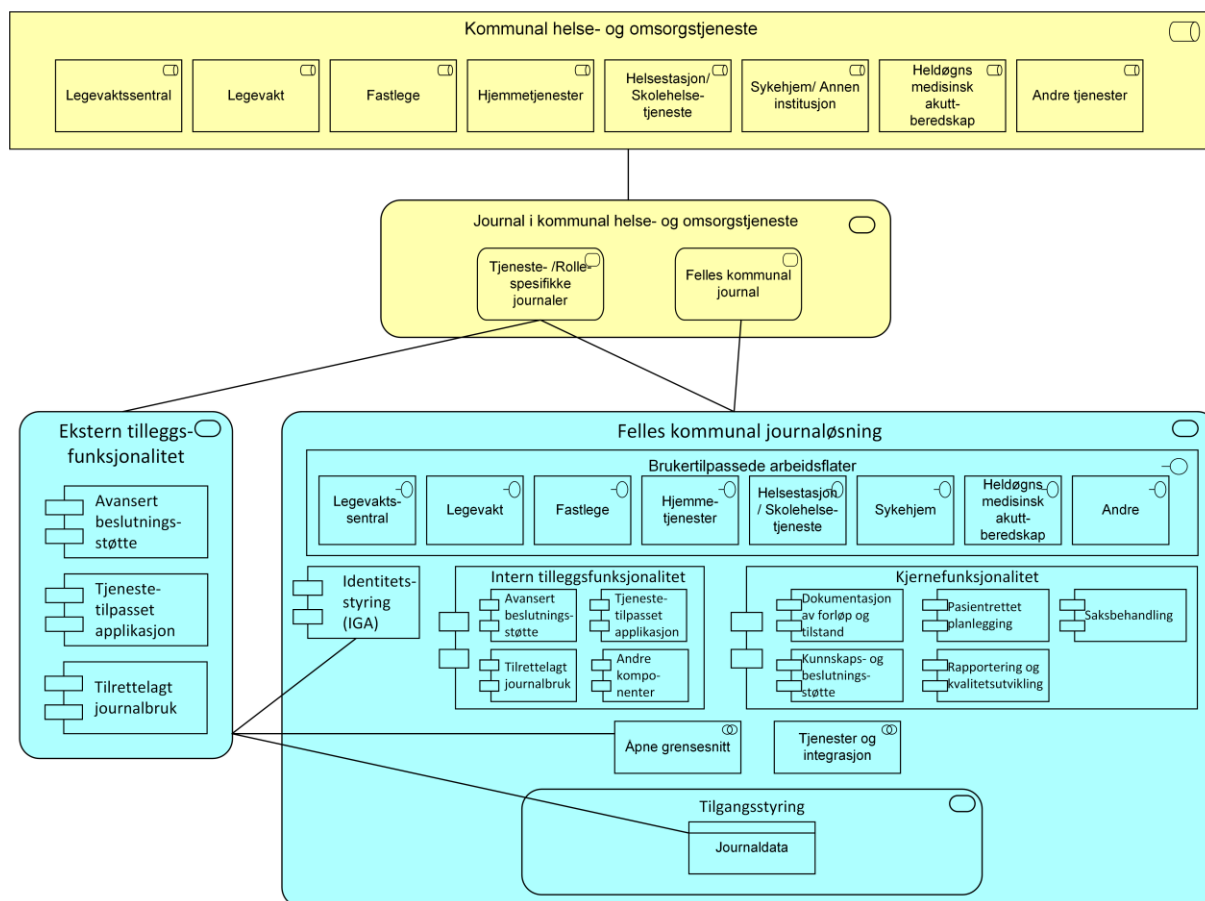 Kommunal helse- og omsorgstjeneste
Legevaktssentral
Legevakt
Fastlege
Hjemmetjenester
Helsestasjon/
Skolehelse-
tjeneste
Sykehjem/ Annen
institusjon
Heldøgns
medisinsk
akutt-
beredskap
Andre tjenester
Journal i kommunal helse- og omsorgstjeneste
Tjeneste- /Rolle-
spesifikke
journaler
Felles kommunal
journal
Ekstern tilleggs-
funksjonalitet
Avansert
beslutnings-
støtte
Tjeneste-
tilpasset
applikasjon
Tilrettelagt
journalbruk
Felles kommunal journaløsning
Brukertilpassede arbeidsflater
Legevakts-
sentral
Legevakt
Fastlege
Hjemme-
tjenester
Helsestasjon
/ Skolehelse-
tjeneste
Sykehjem
Heldøgns
medisinsk
akutt-
beredskap
Andre
Identitets-
styring
(IGA)
Intern tilleggsfunksjonalitet
Avansert
beslutnings-
støtte
Tjeneste-
tilpasset
applikasjon
Tilrettelagt
journalbruk
Andre
kompo-
nenter
Kjernefunksjonalitet
Dokumentasjon
av forløp og
tilstand
Pasientrettet
planlegging
Saksbehandling
Kunnskaps- og
beslutnings-
støtte
Rapportering og
kvalitetsutvikling
Åpne grensesnitt
Tjenester og
integrasjon
Tilgangsstyring
Journaldata